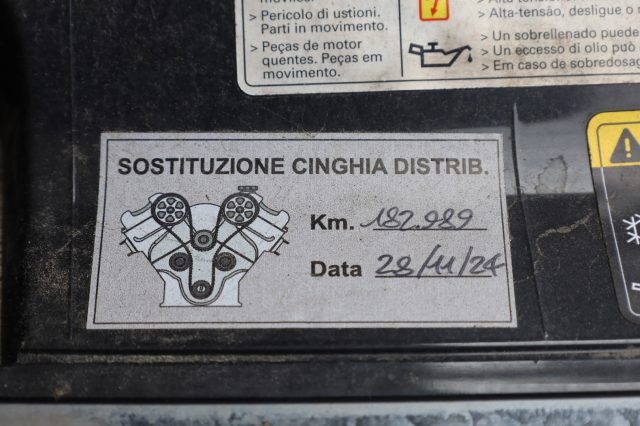 > Pericolo di ustioni.
Parti in movimento.
> Peças de motor
quentes. Peças em
movimento.
> Alta-tensão, desligue o
> Un sobrellenado puede
> Un eccesso di olio può
> Em caso de sobredosag
SOSTITUZIONE CINGHIA DISTRIB.
Km. 182.989
Data 28/11/24